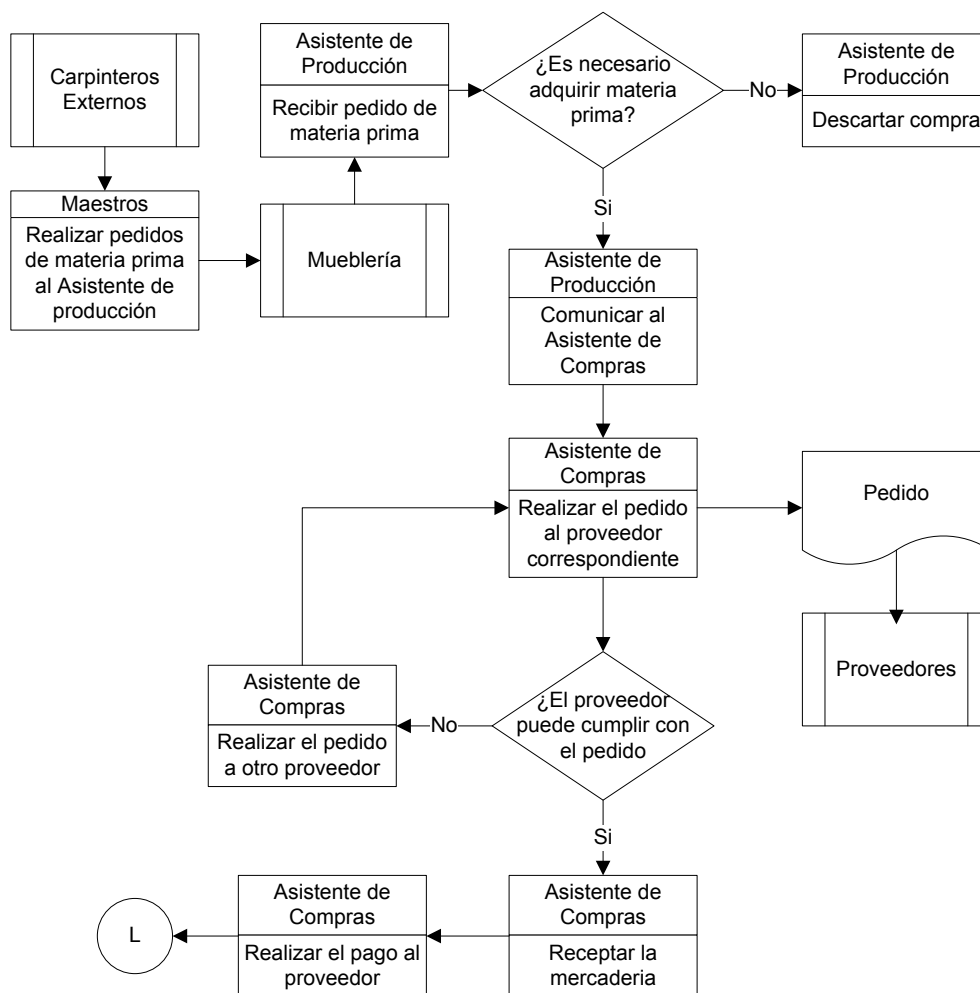 Carpinteros
Externos
Maestros
Realizar pedidos
de materia prima
al Asistente de
producción
Mueblería
Asistente de
Producción
Recibir pedido de
materia prima
¿Es necesario
adquirir materia
prima?
No
Asistente de
Producción
Descartar compra
Si
Asistente de
Producción
Comunicar al
Asistente de
Compras
Asistente de
Compras
Realizar el pedido
al proveedor
correspondiente
Pedido
Proveedores
¿El proveedor
puede cumplir con
el pedido
No
Asistente de
Compras
Realizar el pedido
a otro proveedor
Si
Asistente de
Compras
Receptar la
mercaderia
Asistente de
Compras
Realizar el pago al
proveedor
L